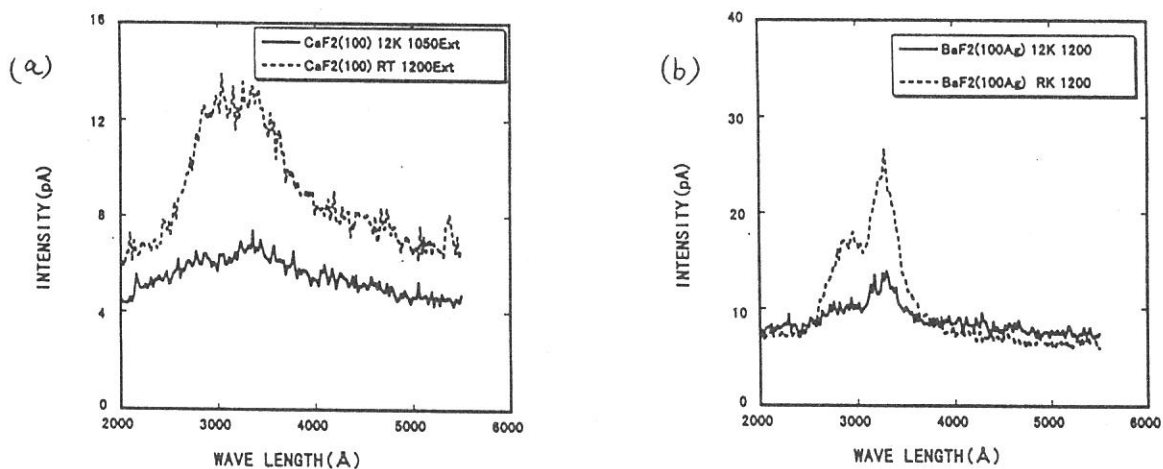 (a)
16
12
8
4
0
INTENSITY(pA)
CaF2(100) 12K 1050Ext
CaF2(100) RT 1200Ext
2000 3000 4000 5000 6000
WAVE LENGTH(Å)
(b)
40
30
20
10
0
INTENSITY(pA)
BaF2(100Ag) 12K 1200
BaF2(100Ag) RK 1200
2000 3000 4000 5000 6000
WAVE LENGTH(Å)